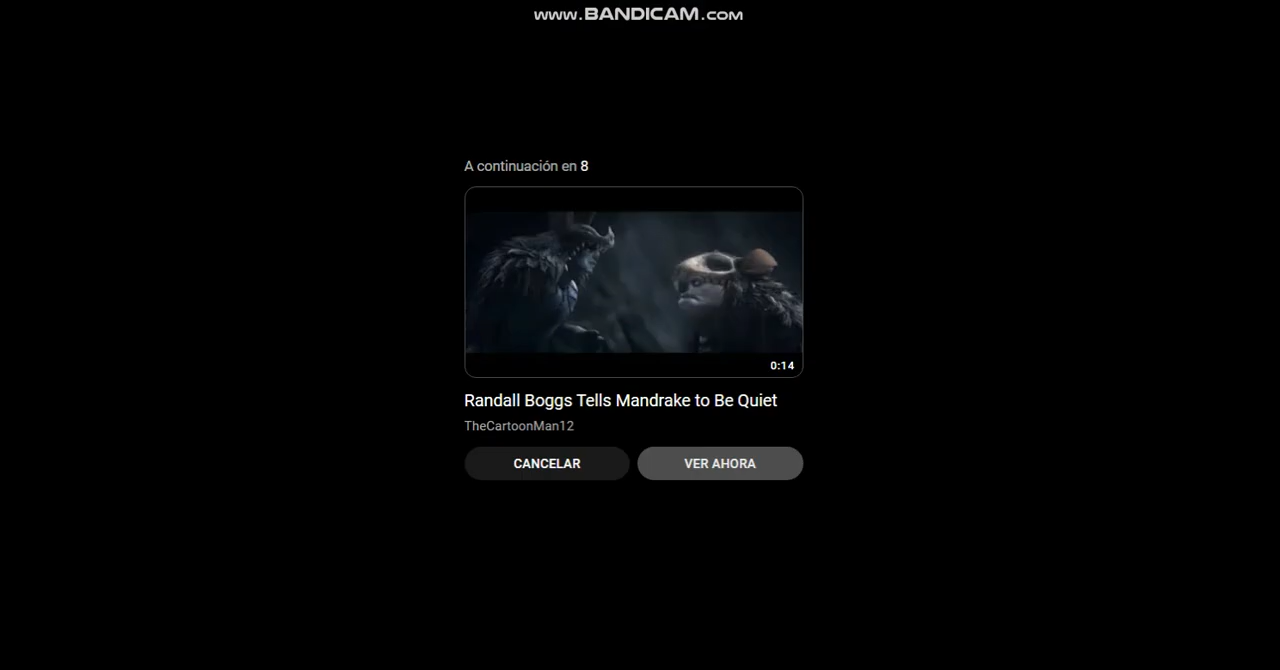 www.BANDICAM.com
A continuación en 8
0:14
Randall Boggs Tells Mandrake to Be Quiet
TheCartoonMan12
CANCELAR
VER AHORA